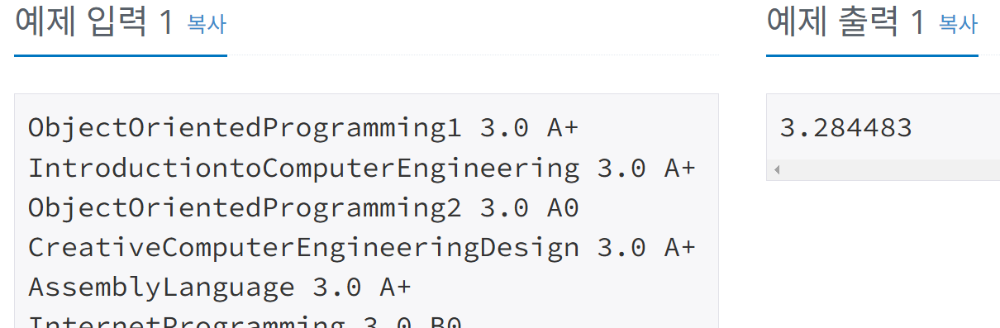 예제 입력 1 복사
ObjectOrientedProgramming1 3.0 A+
IntroductiontoComputerEngineering 3.0 A+
ObjectOrientedProgramming2 3.0 A0
CreativeComputerEngineeringDesign 3.0 A+
AssemblyLanguage 3.0 A+
InternetProgramming 3.0 B0
예제 출력 1 복사
3.284483